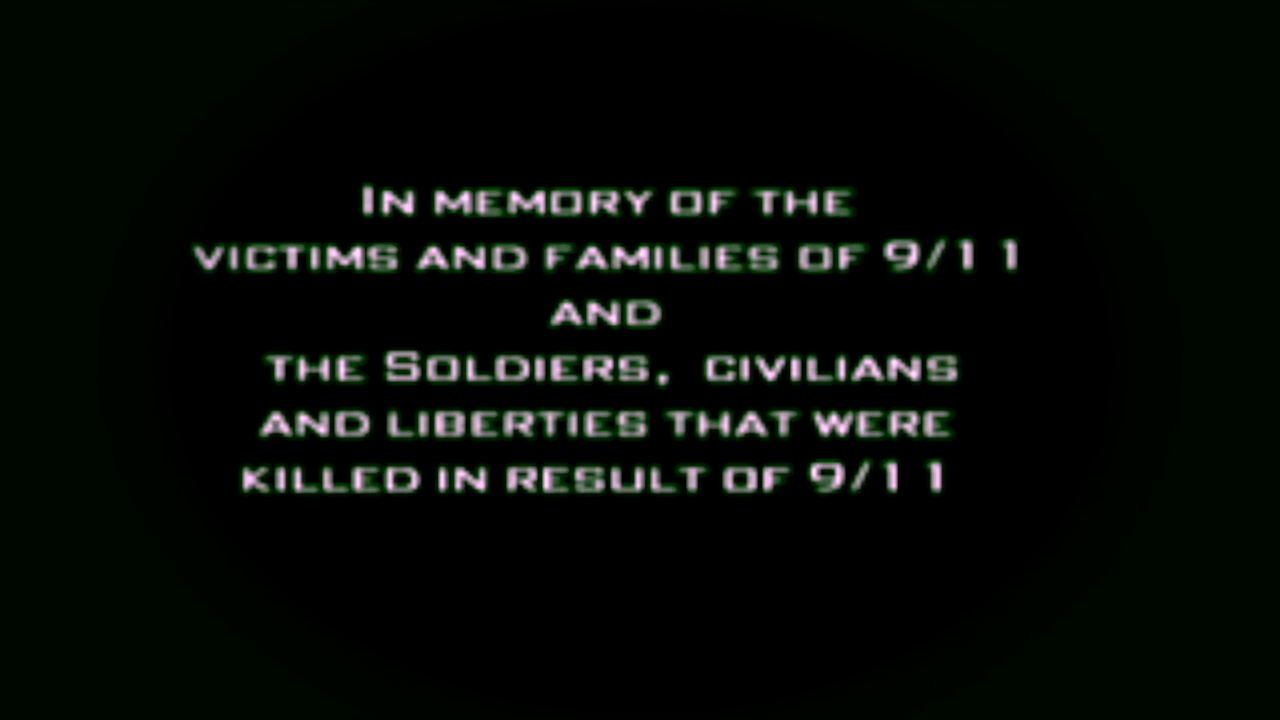 In memory of the
victims and families of 9/11
and
the Soldiers, civilians
and liberties that were
killed in result of 9/11